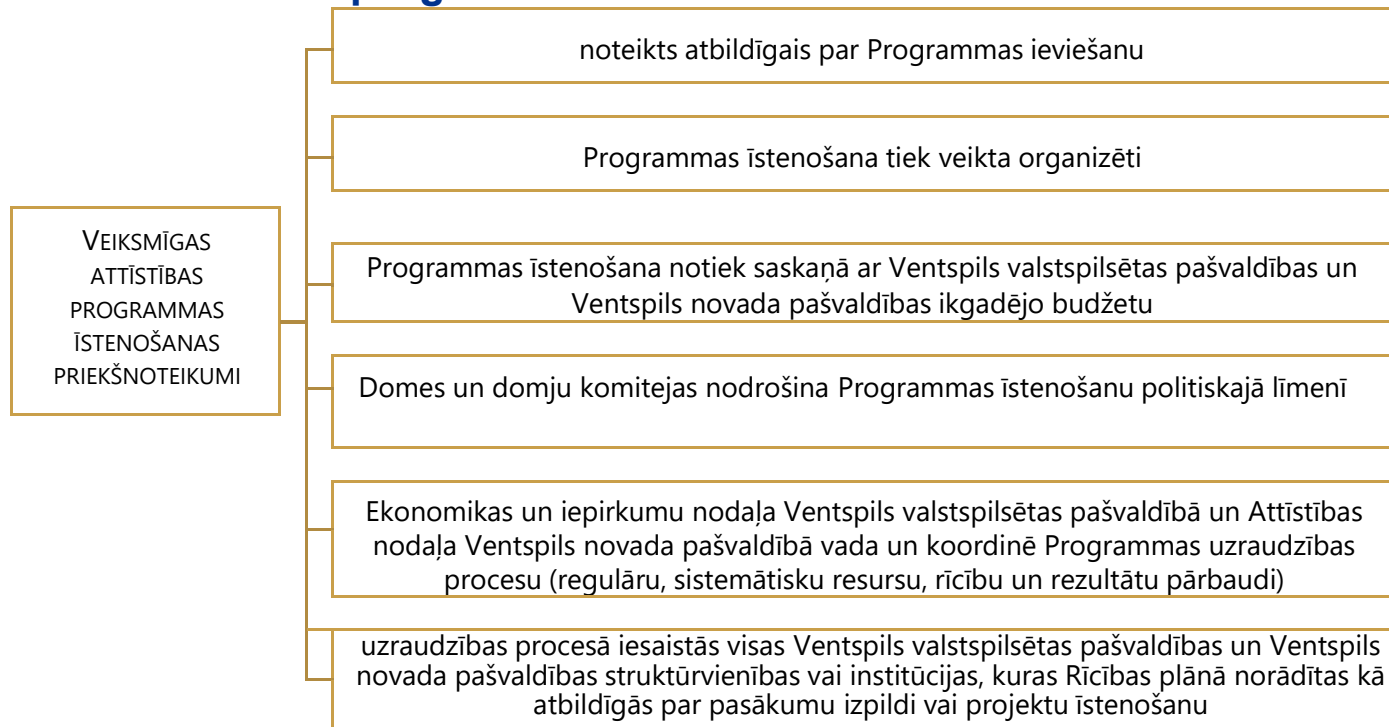 noteikts atbildīgais par Programmas ieviešanu
Programmas īstenošana tiek veikta organizēti
VEIKSMĪGAS
ATTĪSTĪBAS
PROGRAMMAS
ĪSTENOŠANAS
PRIEKŠNOTEIKUMI
Programmas īstenošana notiek saskaņā ar Ventspils valstspilsētas pašvaldības un
Ventspils novada pašvaldības ikgadējo budžetu
Domes un domju komitejas nodrošina Programmas īstenošanu politiskajā līmenī
Ekonomikas un iepirkumu nodaļa Ventspils valstspilsētas pašvaldībā un Attīstības
nodaļa Ventspils novada pašvaldībā vada un koordinē Programmas uzraudzības
procesu (regulāru, sistemātisku resursu, rīcību un rezultātu pārbaudi)
uzraudzības procesā iesaistās visas Ventspils valstspilsētas pašvaldības un Ventspils
novada pašvaldības struktūrvienības vai institūcijas, kuras Rīcības plānā norādītas kā
atbildīgās par pasākumu izpildi vai projektu īstenošanu